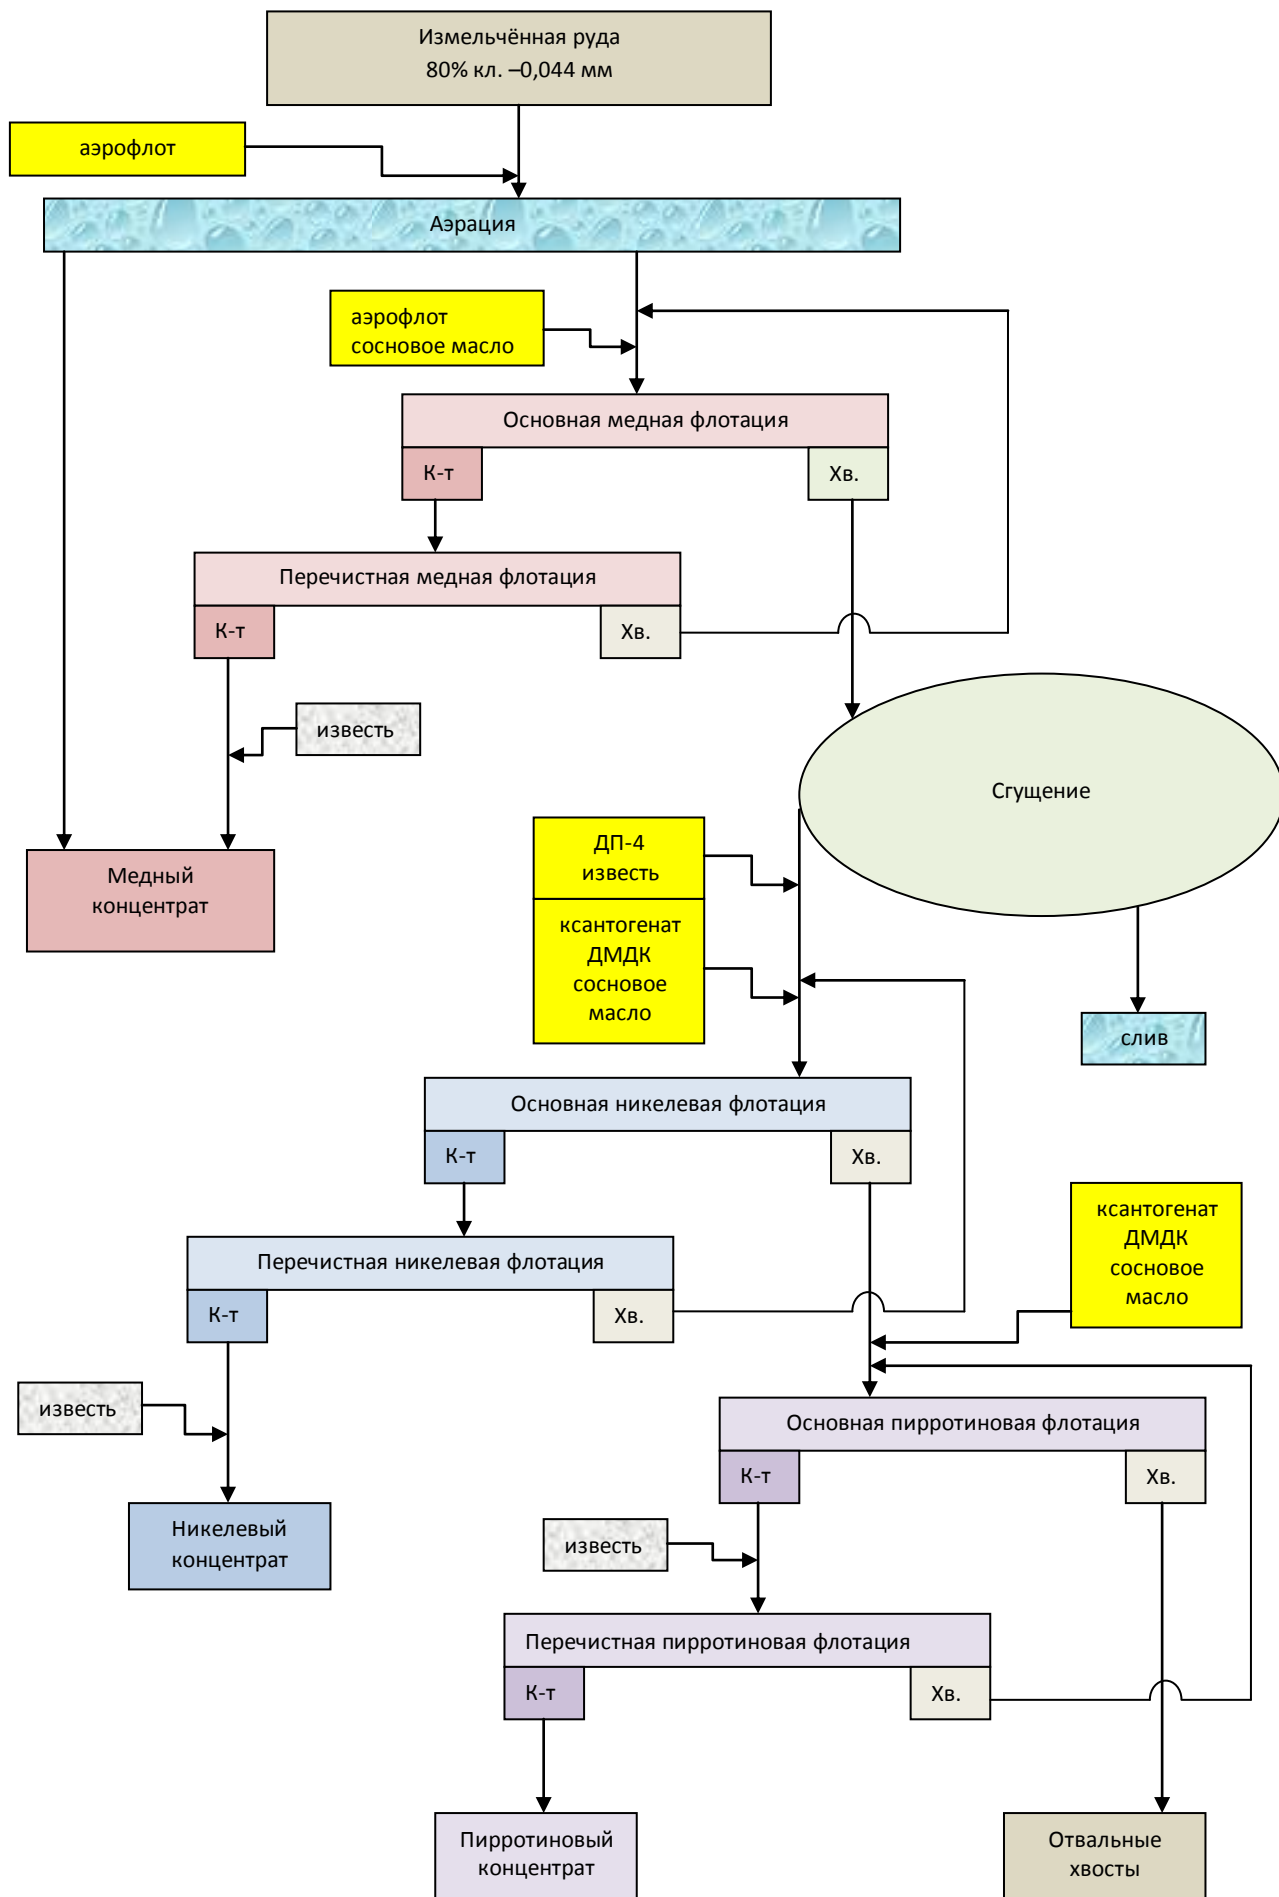 Измельчённая руда
80% кл. –0,044 мм
аэрофлот
Аэрация
аэрофлот
сосновое масло
Основная медная флотация
К-т
Хв.
Перечистная медная флотация
К-т
Хв.
известь
Сгущение
ДП-4
известь
Медный
концентрат
ксантогенат
ДМДК
сосновое
масло
слив
Основная никелевая флотация
К-т
Хв.
ксантогенат
ДМДК
сосновое
масло
Перечистная никелевая флотация
К-т
Хв.
известь
Основная пирротиновая флотация
К-т
Хв.
Никелевый
концентрат
известь
Перечистная пирротиновая флотация
К-т
Хв.
Пирротиновый
концентрат
Отвальные
хвосты